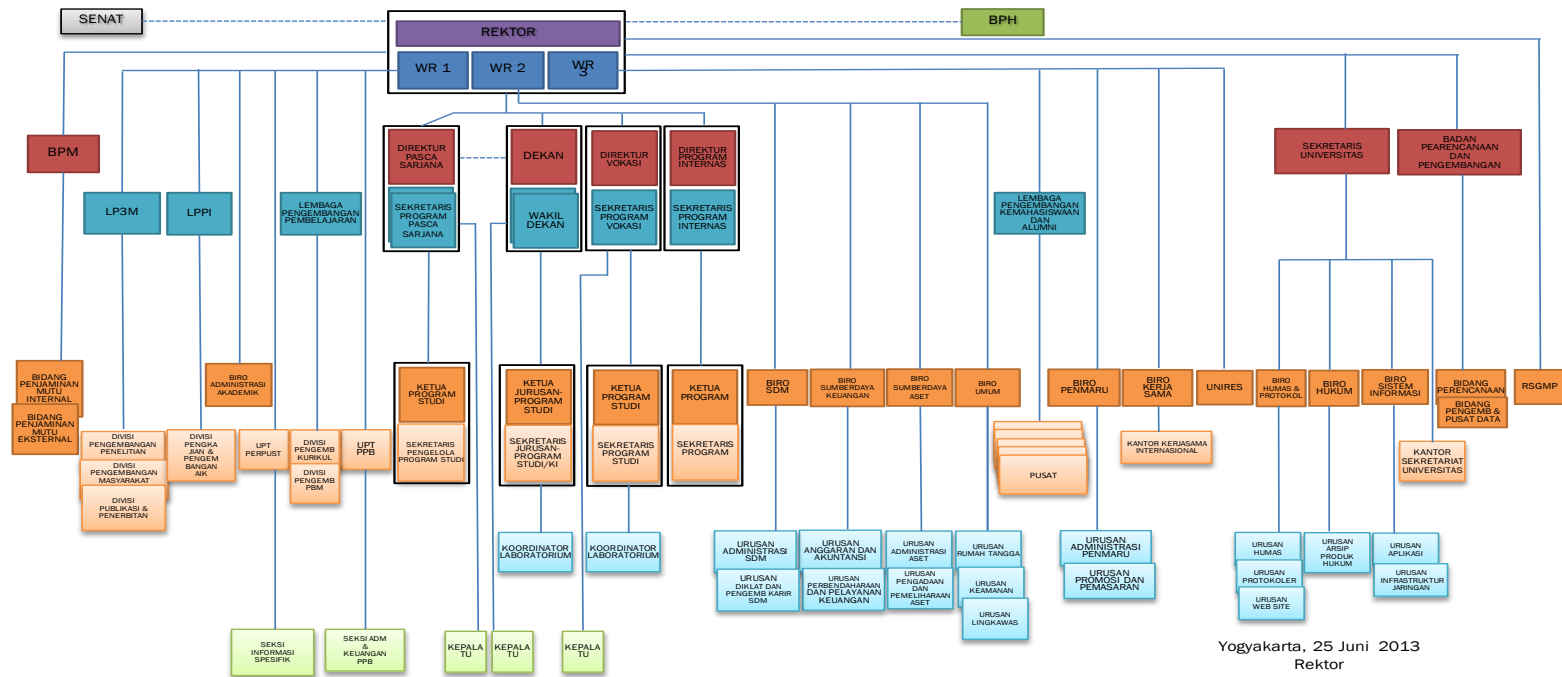 SENAT
BPH
REKTOR
WR 1
WR 2
WR
3
BPM
DIREKTUR
PASCA
SARJANA
DEKAN
DIREKTUR
VOKASI
DIREKTUR
PROGRAM
INTERNAS
SEKRETARIS
UNIVERSITAS
BADAN
PEARENCANAAN
DAN
PENGEMBANGAN
LP3M
LPPI
LEMBAGA
PENGEMBANGAN
PEMBELAJARAN
SEKRETARIS
PROGRAM
PASCA
SARJANA
WAKIL
DEKAN
SEKRETARIS
PROGRAM
VOKASI
SEKRETARIS
PROGRAM
INTERNAS
LEMBAGA
PENGEMBANGAN
KEMAHASISWAAN
DAN
ALUMNI
BIDANG
PENJAMINAN
MUTU
INTERNAL
BIDANG
PENJAMINAN
MUTU
EKSTERNAL
BIRO
ADMINISTRASI
AKADEMIK
KETUA
PROGRAM
STUDI
KETUA
JURUSAN-
PROGRAM
STUDI
KETUA
PROGRAM
STUDI
KETUA
PROGRAM
BIRO
SDM
BIRO
SUMBERDAYA
KEUANGAN
BIRO
SUMBERDAYA
ASET
BIRO
UMUM
BIRO
PENMARU
BIRO
KERJA
SAMA
UNIRES
BIRO
HUMAS &
PROTOKOL
BIRO
HUKUM
BIRO
SISTEM
INFORMASI
BIDANG
PERENCANAAN
BIDANG
PENGEMB &
PUSAT DATA
RSGMP
DIVISI
PENGEMBANGAN
PENELITIAN
DIVISI
PENGEMBANGAN
MASYARAKAT
DIVISI
PUBLIKASI &
PENERBITAN
DIVISI
PENGKA
JIAN &
PENGEM
BANGAN
AIK
UPT
PERPUST
DIVISI
PENGEMB
KURIKUL
DIVISI
PENGEMB
PBM
UPT
PPB
SEKRETARIS
PENGELOLA
PROGRAM STUDI
SEKRETARIS
JURUSAN-
PROGRAM
STUDI/KI
SEKRETARIS
PROGRAM
STUDI
SEKRETARIS
PROGRAM
PUSAT
KANTOR KERJASAMA
INTERNASIONAL
KANTOR
SEKRETARIAT
UNIVERSITAS
KOORDINATOR
LABORATORIUM
KOORDINATOR
LABORATORIUM
URUSAN
ADMINISTRASI
SDM
URUSAN
DIKLAT DAN
PENGEMB KARIR
SDM
URUSAN
ANGGARAN DAN
AKUNTANSI
URUSAN
PERBENDAHARAAN
DAN PELAYANAN
KEUANGAN
URUSAN
ADMINISTRASI
ASET
URUSAN
PENGADAAN
DAN
PEMELIHARAAN
ASET
URUSAN
RUMAH TANGGA
URUSAN
KEAMANAN
URUSAN
LINGKAWAS
URUSAN
ADMINISTRASI
PENMARU
URUSAN
PROMOSI DAN
PEMASARAN
URUSAN
HUMAS
URUSAN
PROTOKOLER
URUSAN
WEB SITE
URUSAN
ARSIP
PRODUK
HUKUM
URUSAN
APLIKASI
URUSAN
INFRASTRUKTUR
JARINGAN
SEKSI
INFORMASI
SPESIFIK
SEKSI ADM
&
KEUANGAN
PPB
KEPALA
TU
KEPALA
TU
KEPALA
TU
Yogyakarta, 25 Juni 2013
Rektor